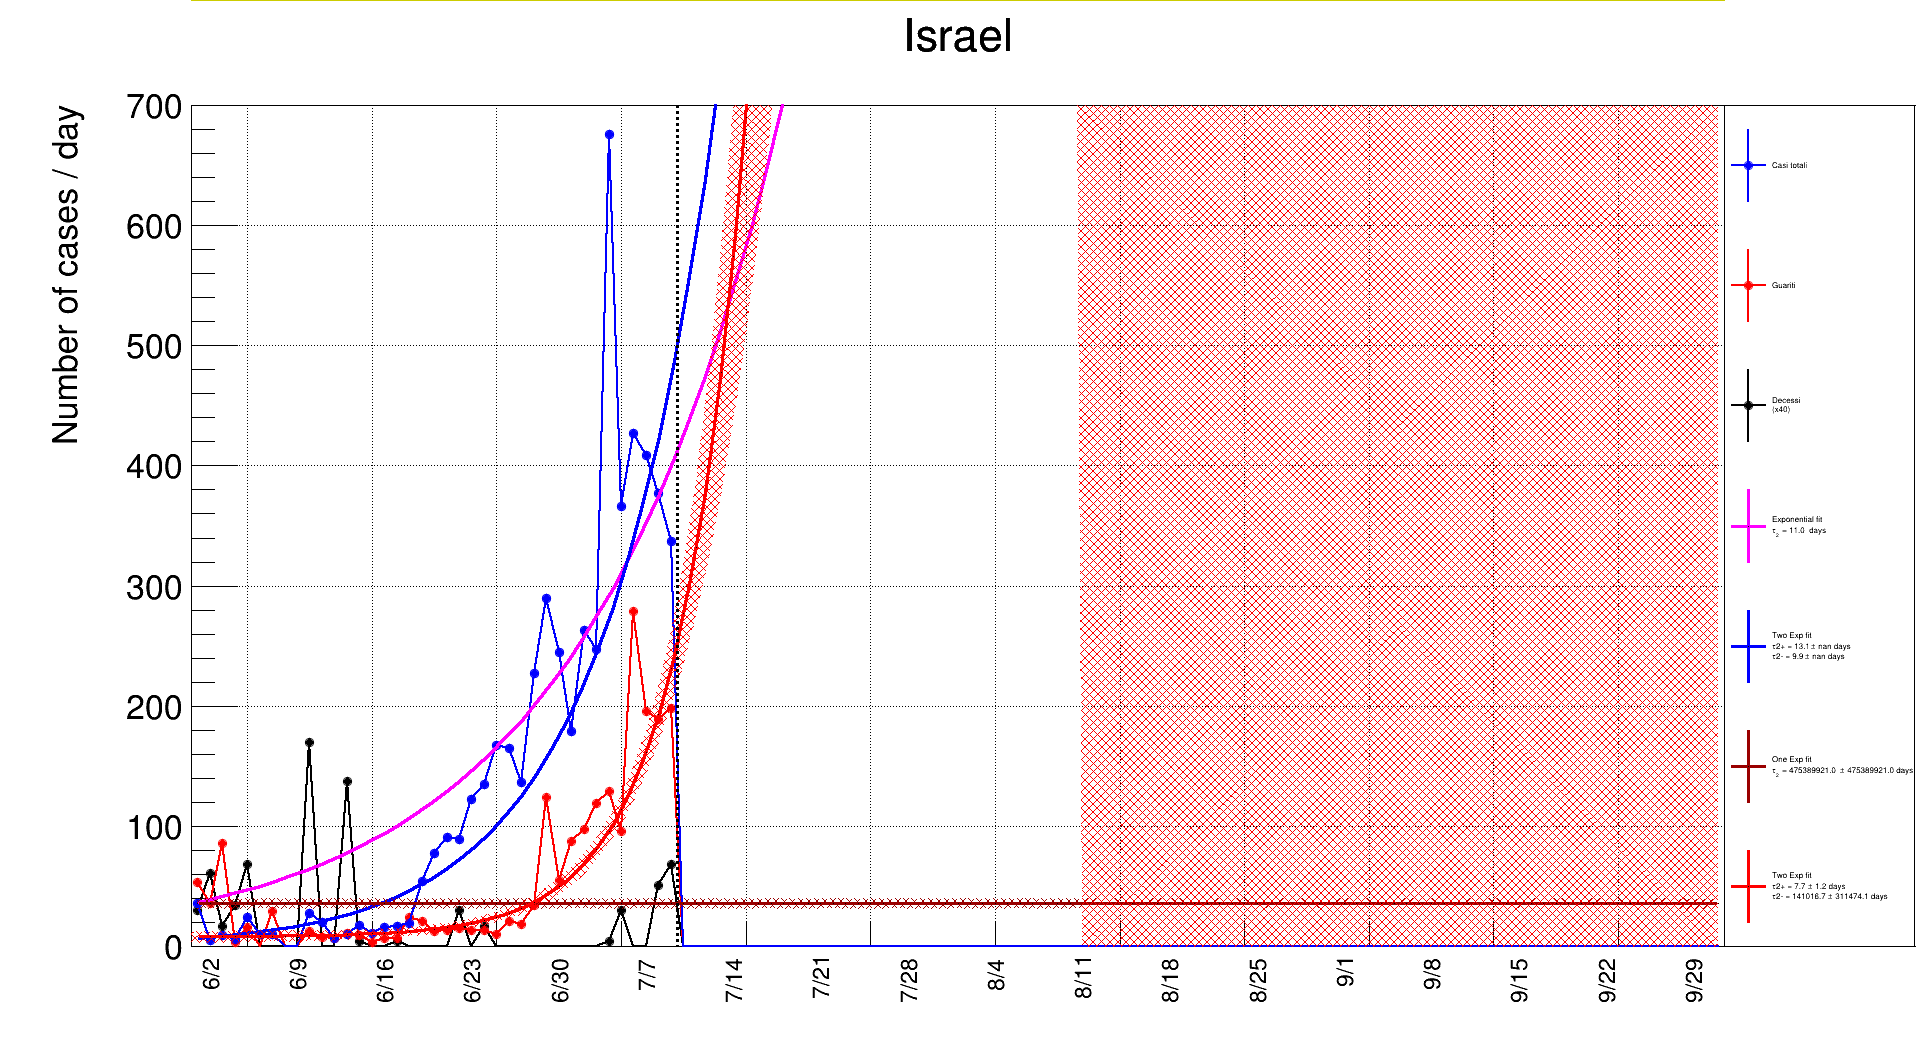 Israel
Number of cases / day
700
600
500
400
300
200
100
0
6/2 6/9 6/16 6/23 6/30 7/7 7/14 7/21 7/28 8/4 8/11 8/18 8/25 9/1 9/8 9/15 9/22 9/29
Casi totali
Guariti
Decessi
(x40)
Exponential fit
τ₂ = 11.0 days
Two Exp fit
τ2+ = 13.1 ± nan days
τ2- = 9.9 ± nan days
One Exp fit
τ₂ = 475389921.0 ± 475389921.0 days
Two Exp fit
τ2+ = 7.7 ± 1.2 days
τ2- = 141016.7 ± 311474.1 days